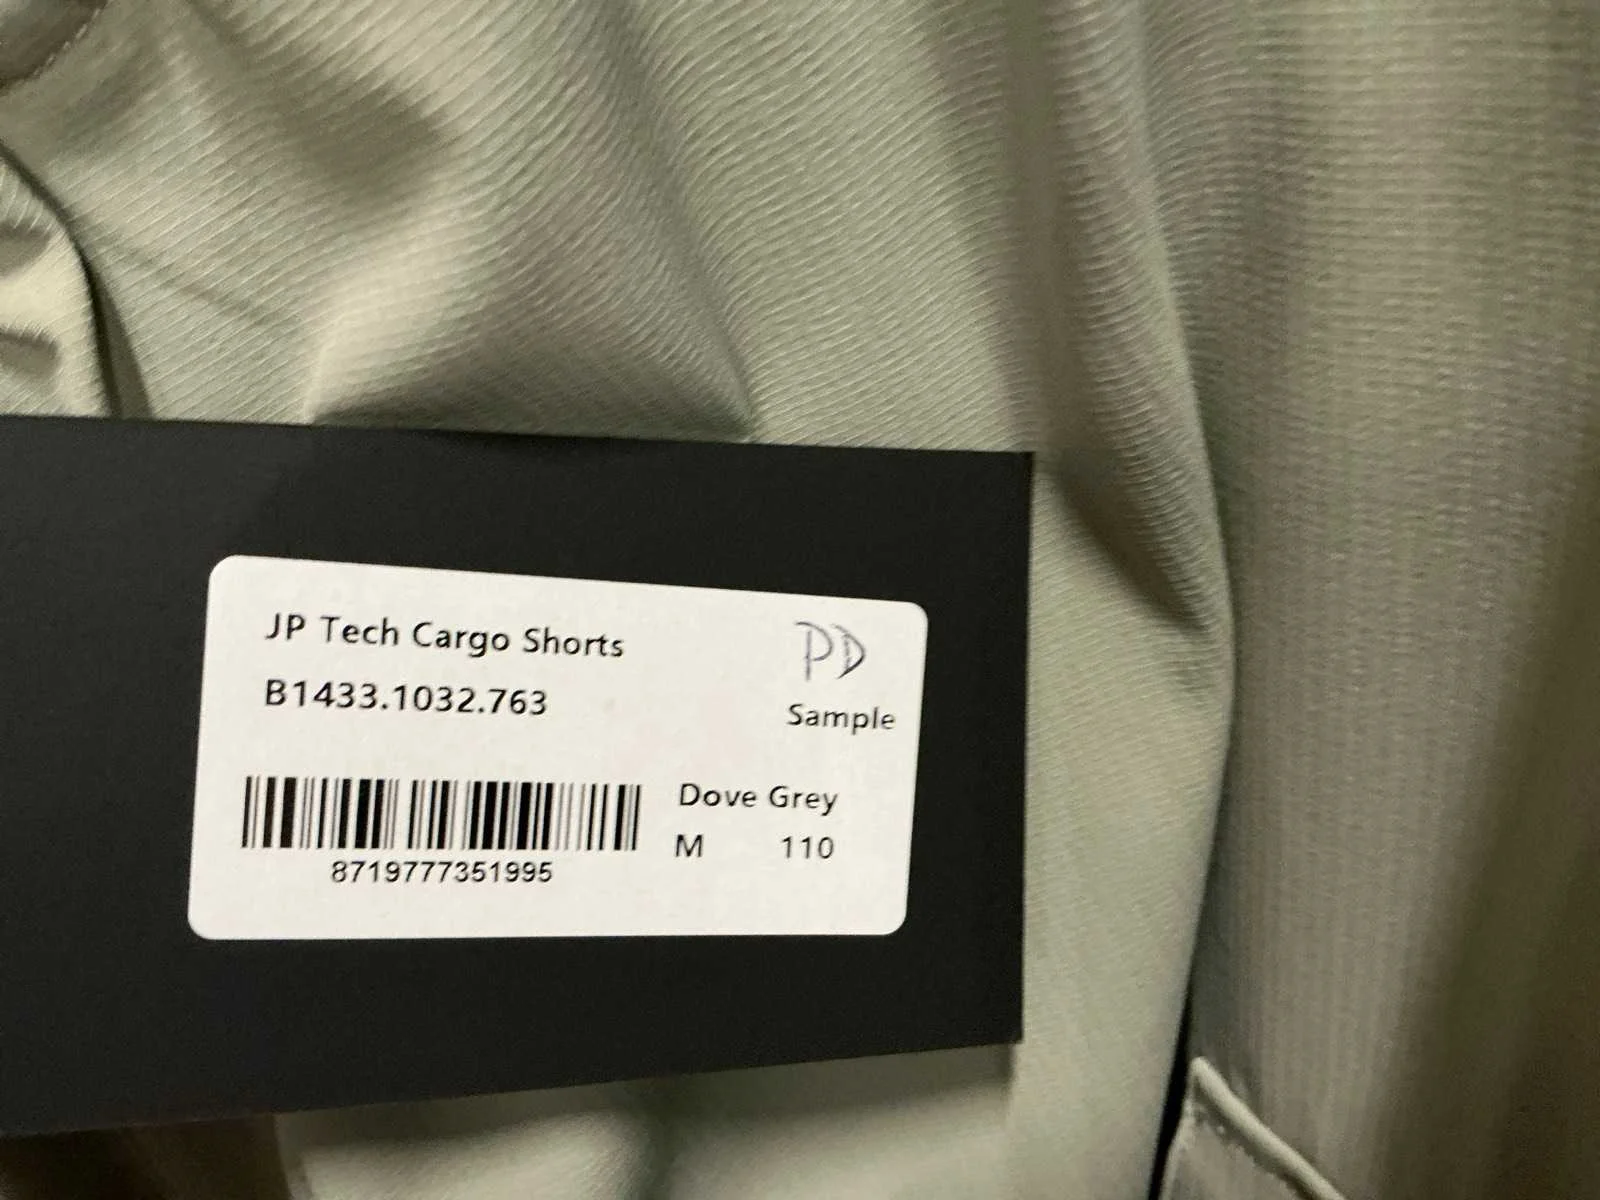 JP Tech Cargo Shorts
PD
B1433.1032.763
Sample
Dove Grey
M 110
8719777351995